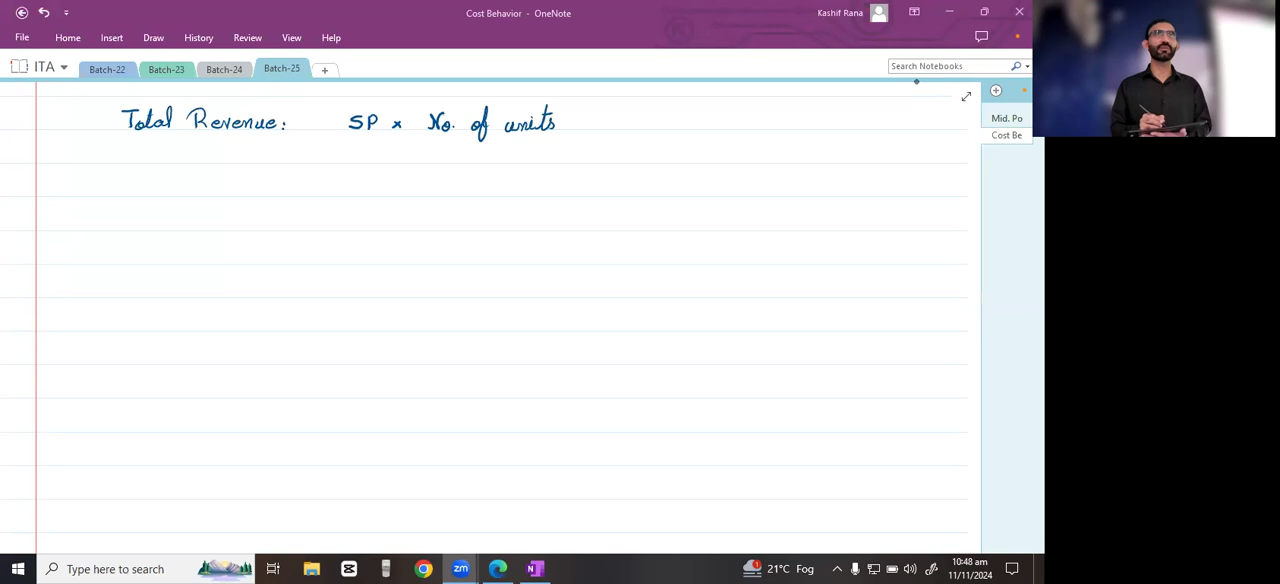 Cost Behavior - OneNote
Kashif Rana
File Home Insert Draw History Review View Help
ITA Batch-22 Batch-23 Batch-24 Batch-25
Search Notebooks
Total Revenue: SP × No. of units
Mid. Po
Cost Be
Type here to search
zm
21°C Fog
10:48 am
11/11/2024